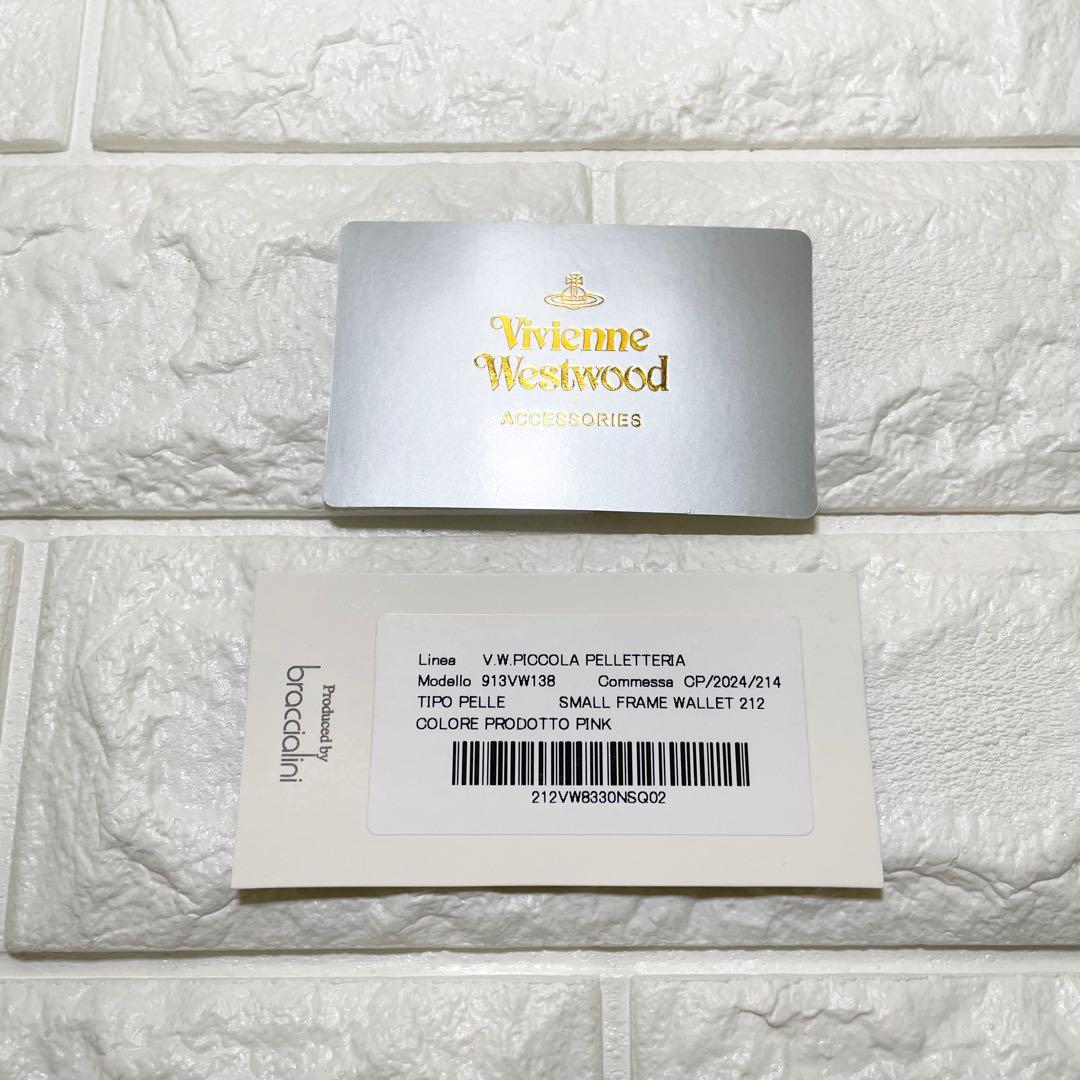 Vivienne
Westwood
ACCESSORIES
Produced by
braccialini
Linea V.W.PICCOLA PELLETTERIA
Modello 913VW138 Commessa CP/2024/214
TIPO PELLE SMALL FRAME WALLET 212
COLORE PRODOTTO PINK
212VW8330NSQ02